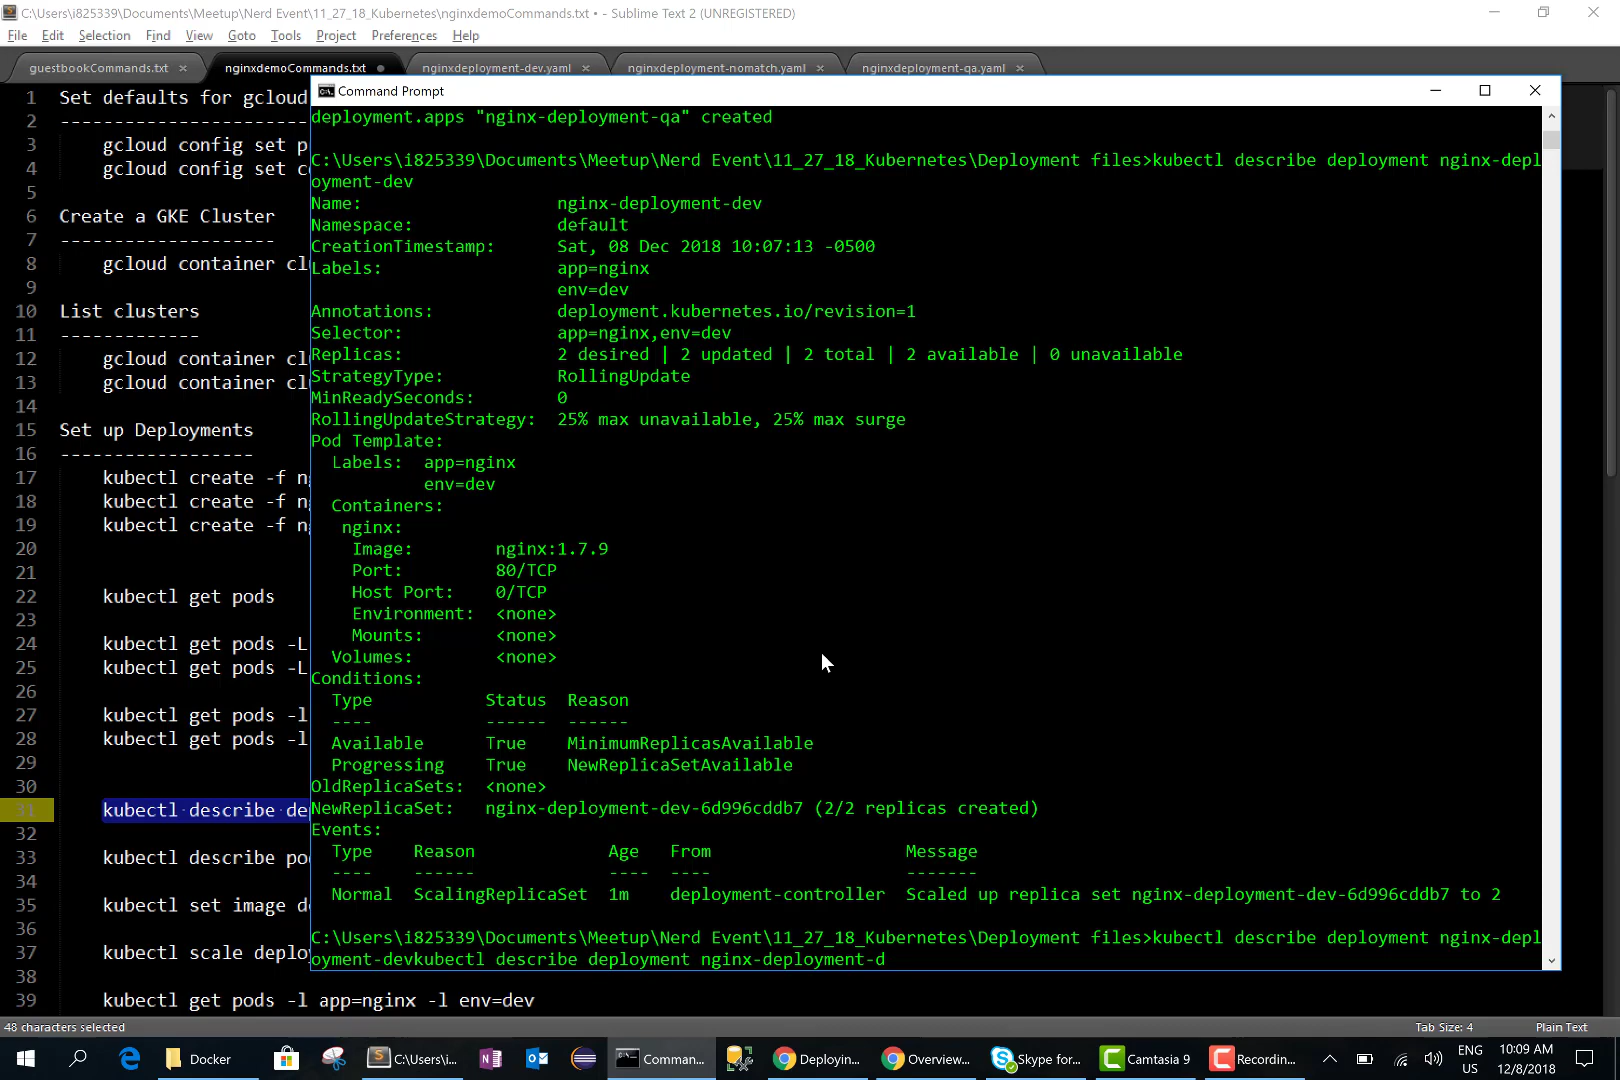 C:\Users\i825339\Documents\Meetup\Nerd Event\11_27_18_Kubernetes\nginxdemoCommands.txt • - Sublime Text 2 (UNREGISTERED)
File Edit Selection Find View Goto Tools Project Preferences Help
guestbookCommands.txt × nginxdemoCommands.txt nginxdeployment-dev.yaml × nginxdeployment-nomatch.yaml × nginxdeployment-qa.yaml ×
1 Set defaults for gcloud
2 -----------------------
3 gcloud config set p
4 gcloud config set c
5
6 Create a GKE Cluster
7 --------------------
8 gcloud container cl
9
10 List clusters
11 -------------
12 gcloud container cl
13 gcloud container cl
14
15 Set up Deployments
16 ------------------
17 kubectl create -f n
18 kubectl create -f n
19 kubectl create -f n
20
21
22 kubectl get pods
23
24 kubectl get pods -L
25 kubectl get pods -L
26
27 kubectl get pods -l
28 kubectl get pods -l
29
30
31 kubectl describe de
32
33 kubectl describe po
34
35 kubectl set image d
36
37 kubectl scale deplo
38
39 kubectl get pods -l app=nginx -l env=dev
Command Prompt
deployment.apps "nginx-deployment-qa" created
C:\Users\i825339\Documents\Meetup\Nerd Event\11_27_18_Kubernetes\Deployment files>kubectl describe deployment nginx-depl
oyment-dev
Name: nginx-deployment-dev
Namespace: default
CreationTimestamp: Sat, 08 Dec 2018 10:07:13 -0500
Labels: app=nginx
env=dev
Annotations: deployment.kubernetes.io/revision=1
Selector: app=nginx,env=dev
Replicas: 2 desired | 2 updated | 2 total | 2 available | 0 unavailable
StrategyType: RollingUpdate
MinReadySeconds: 0
RollingUpdateStrategy: 25% max unavailable, 25% max surge
Pod Template:
Labels: app=nginx
env=dev
Containers:
nginx:
Image: nginx:1.7.9
Port: 80/TCP
Host Port: 0/TCP
Environment: <none>
Mounts: <none>
Volumes: <none>
Conditions:
Type Status Reason
---- ------ ------
Available True MinimumReplicasAvailable
Progressing True NewReplicaSetAvailable
OldReplicaSets: <none>
NewReplicaSet: nginx-deployment-dev-6d996cddb7 (2/2 replicas created)
Events:
Type Reason Age From Message
---- ------ ---- ---- -------
Normal ScalingReplicaSet 1m deployment-controller Scaled up replica set nginx-deployment-dev-6d996cddb7 to 2
C:\Users\i825339\Documents\Meetup\Nerd Event\11_27_18_Kubernetes\Deployment files>kubectl describe deployment nginx-depl
oyment-devkubectl describe deployment nginx-deployment-d
48 characters selected Tab Size: 4 Plain Text
Docker C:\Users\i... Comman... Deployin... Overview... Skype for... Camtasia 9 Recordin... ENG 10:09 AM
US 12/8/2018